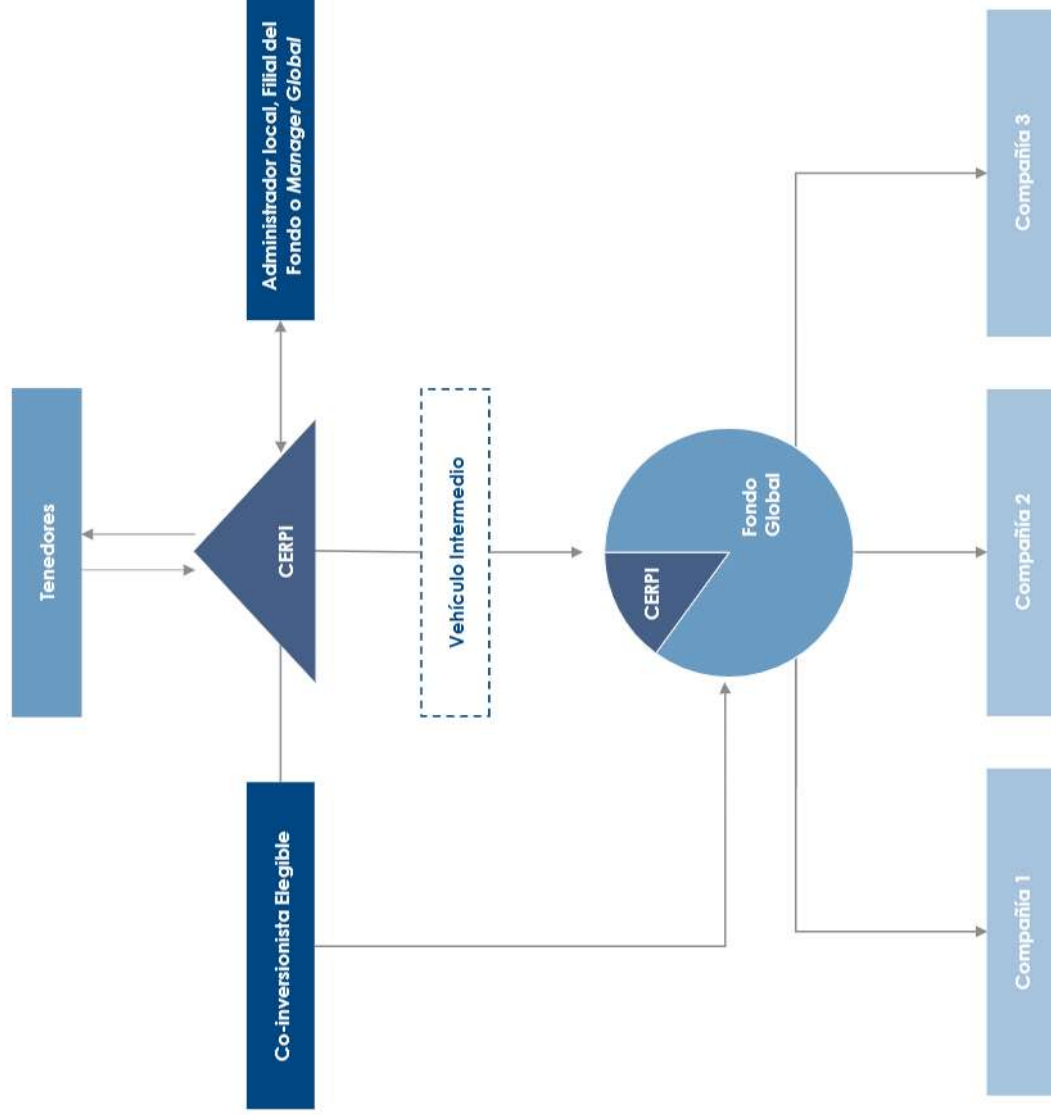 Tenedores
Co-inversionista Elegible
CERPI
Administrador local, Filial del
Fondo o Manager Global
Vehículo Intermedio
CERPI
Fondo
Global
Compañía 1
Compañía 2
Compañía 3